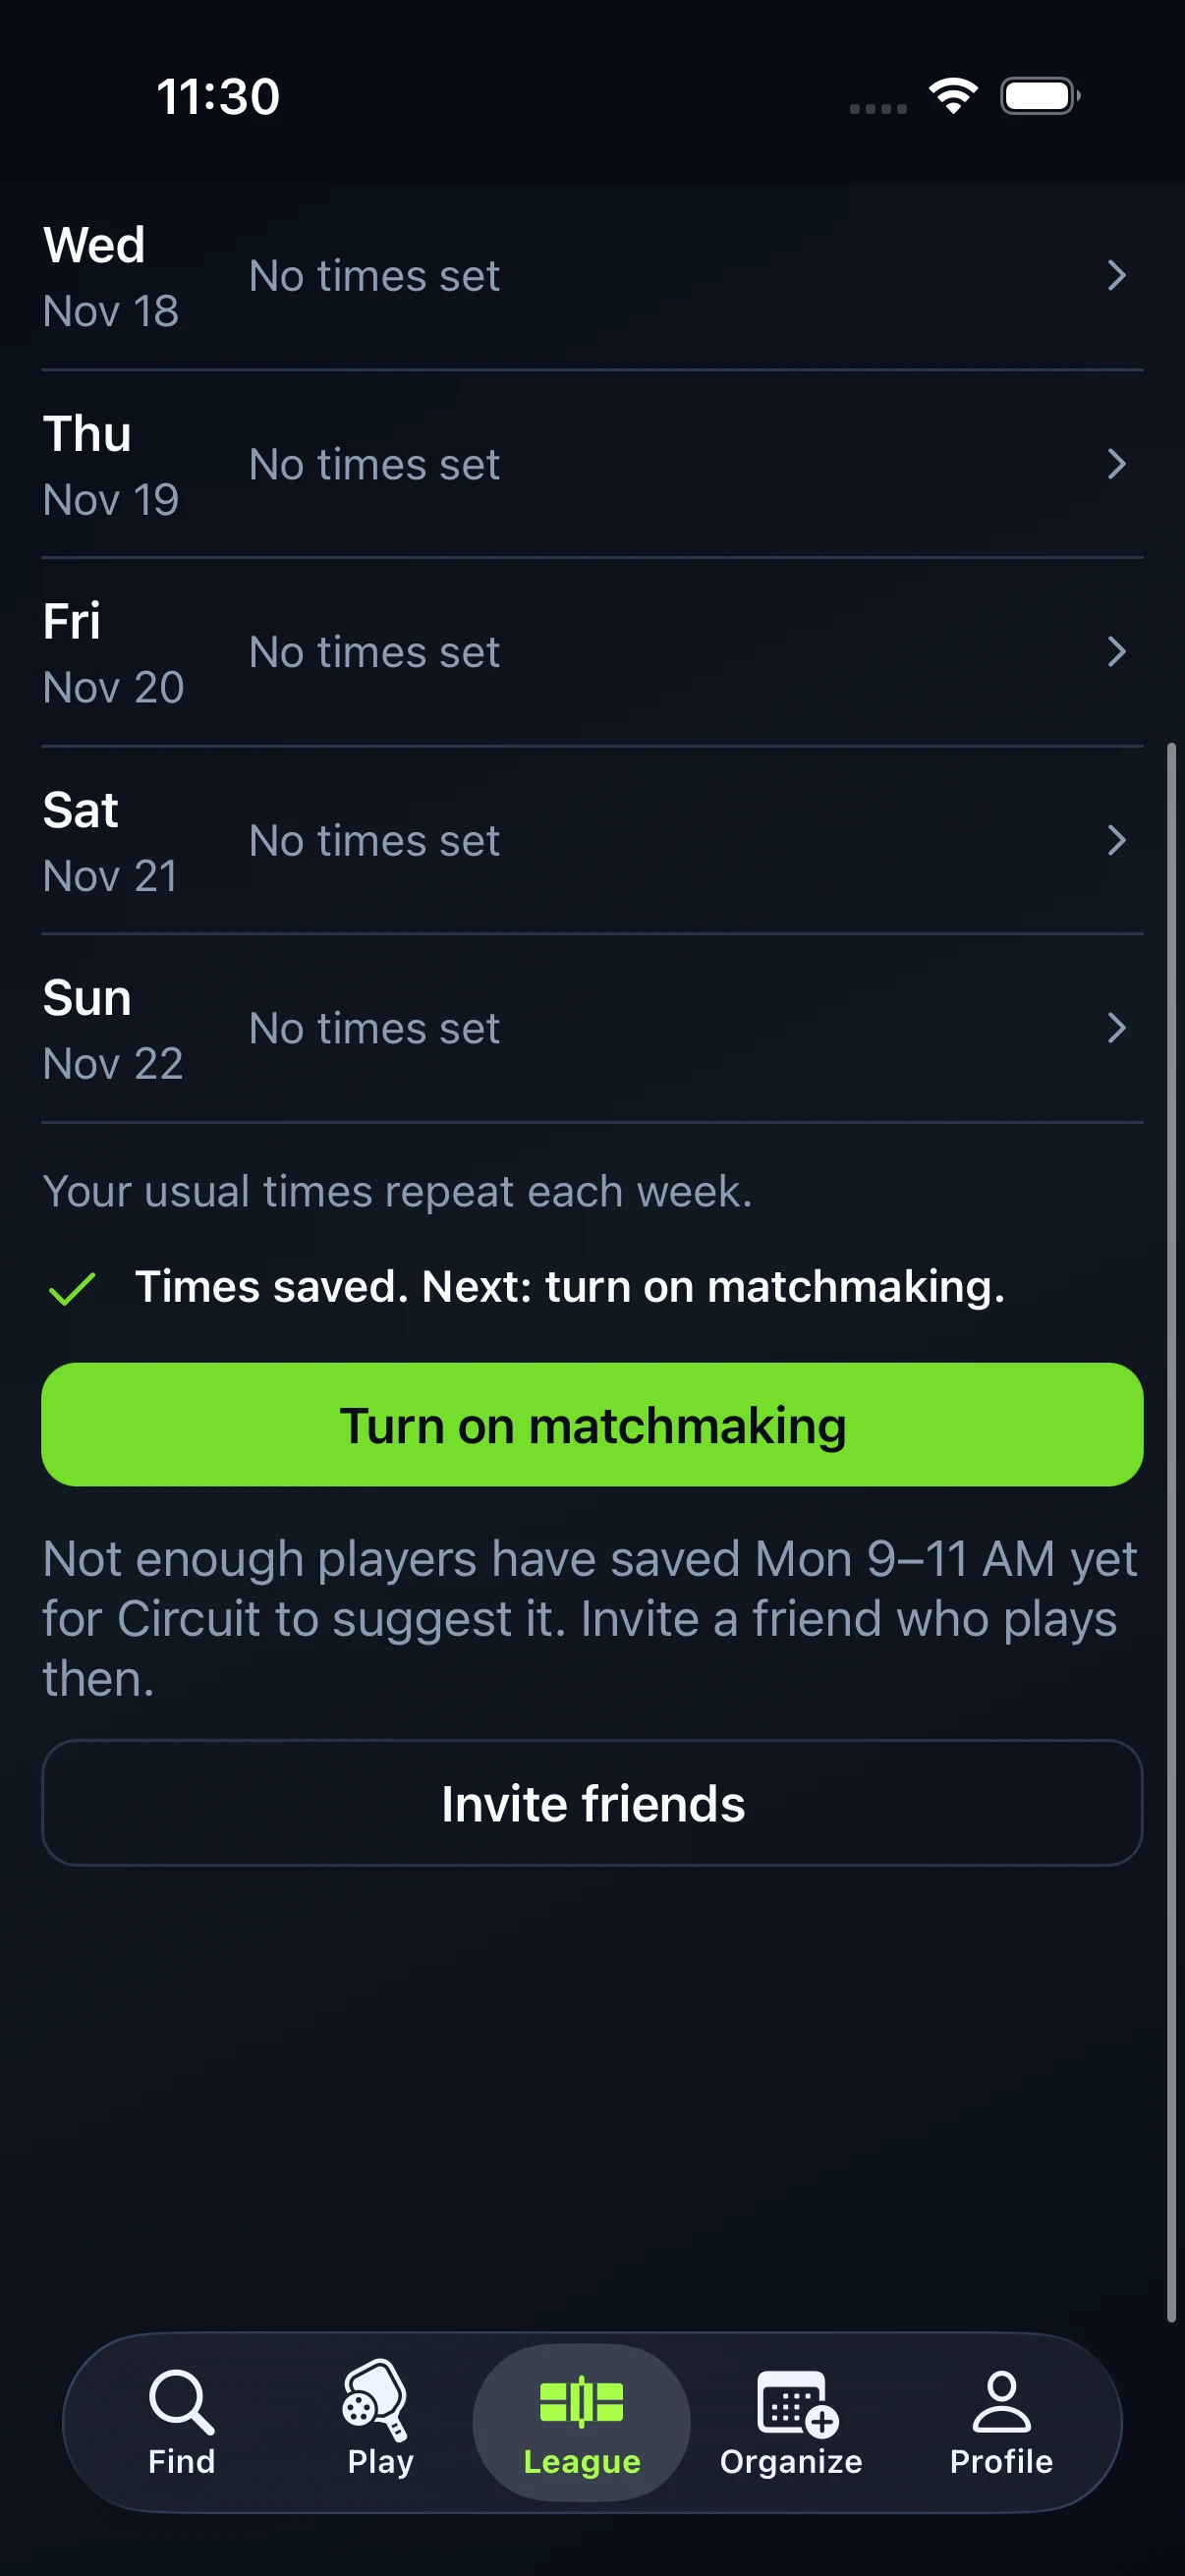 11:30
Wed
Nov 18
No times set
Thu
Nov 19
No times set
Fri
Nov 20
No times set
Sat
Nov 21
No times set
Sun
Nov 22
No times set
Your usual times repeat each week.
Times saved. Next: turn on matchmaking.
Turn on matchmaking
Not enough players have saved Mon 9–11 AM yet
for Circuit to suggest it. Invite a friend who plays
then.
Invite friends
Find
Play
League
Organize
Profile